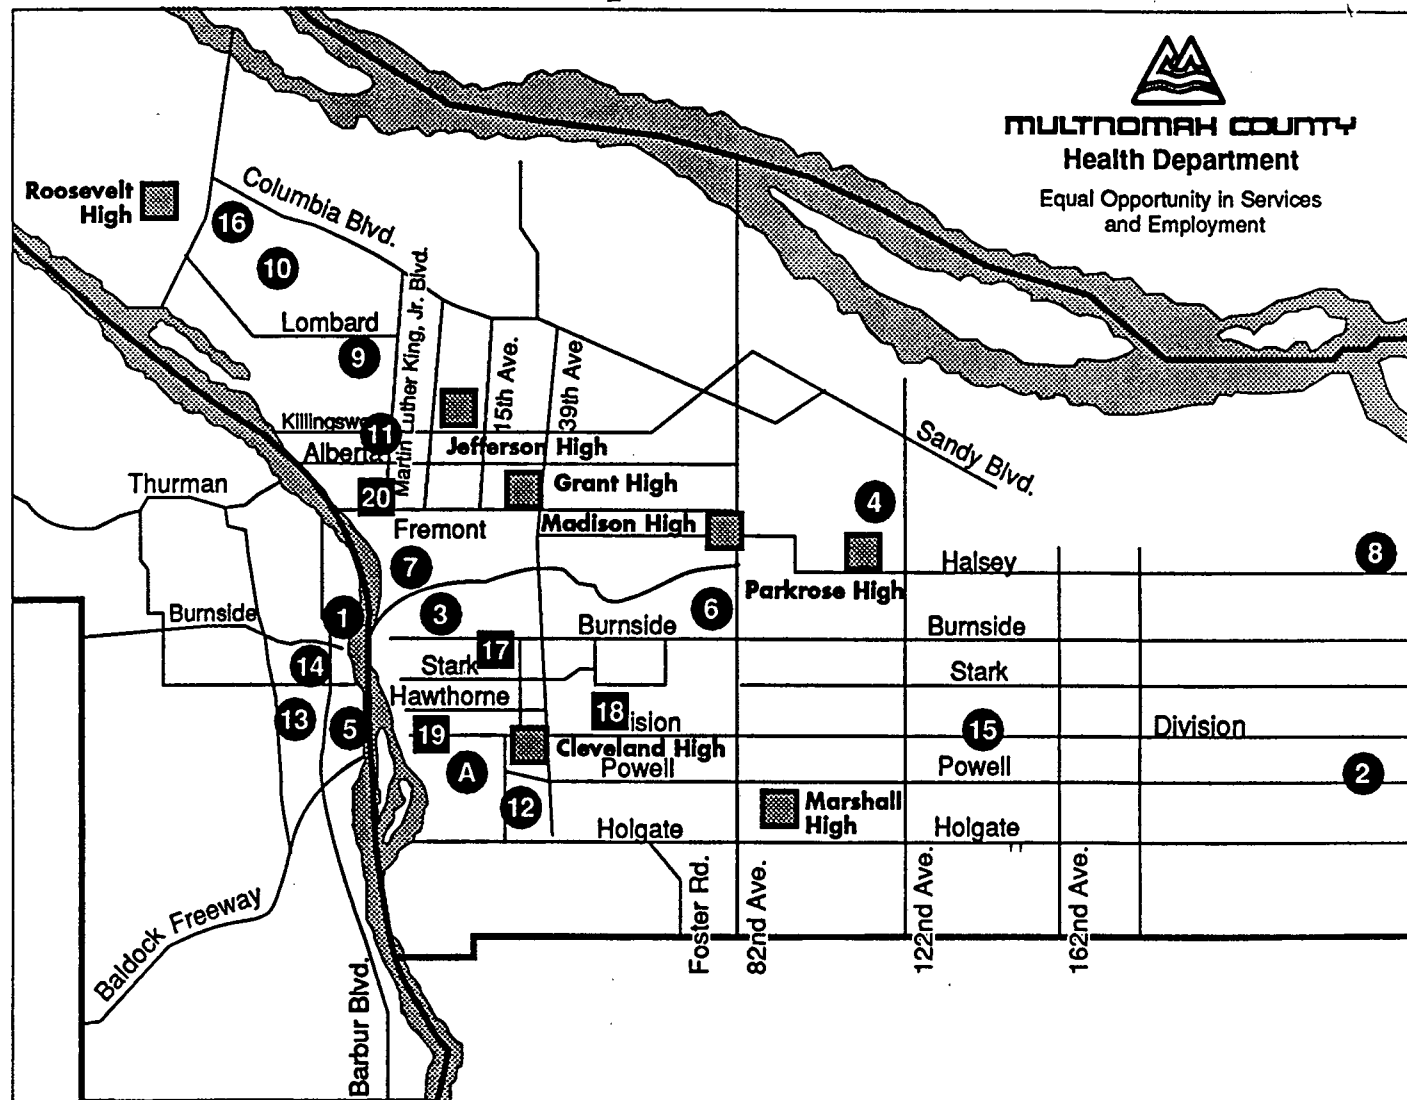 MULTNOMAH COUNTY
Health Department
Equal Opportunity in Services
and Employment
Roosevelt
High
16
Columbia Blvd.
10
Lombard
9
Martin Luther King, Jr. Blvd.
15th Ave.
39th Ave
Killingsw
11
Alberta
Jefferson High
Sandy Blvd.
Thurman
20
Grant High
4
Fremont
Madison High
Halsey
8
7
Parkrose High
Burnside
1
3
6
Burnside
Burnside
14
Stark
17
Stark
Hawthorne
13
5
19
18
ision
15
Division
Cleveland High
A
Powell
Powell
2
12
Marshall
High
Holgate
Holgate
Baldock Freeway
Barbur Blvd.
Foster Rd.
82nd Ave.
122nd Ave.
162nd Ave.